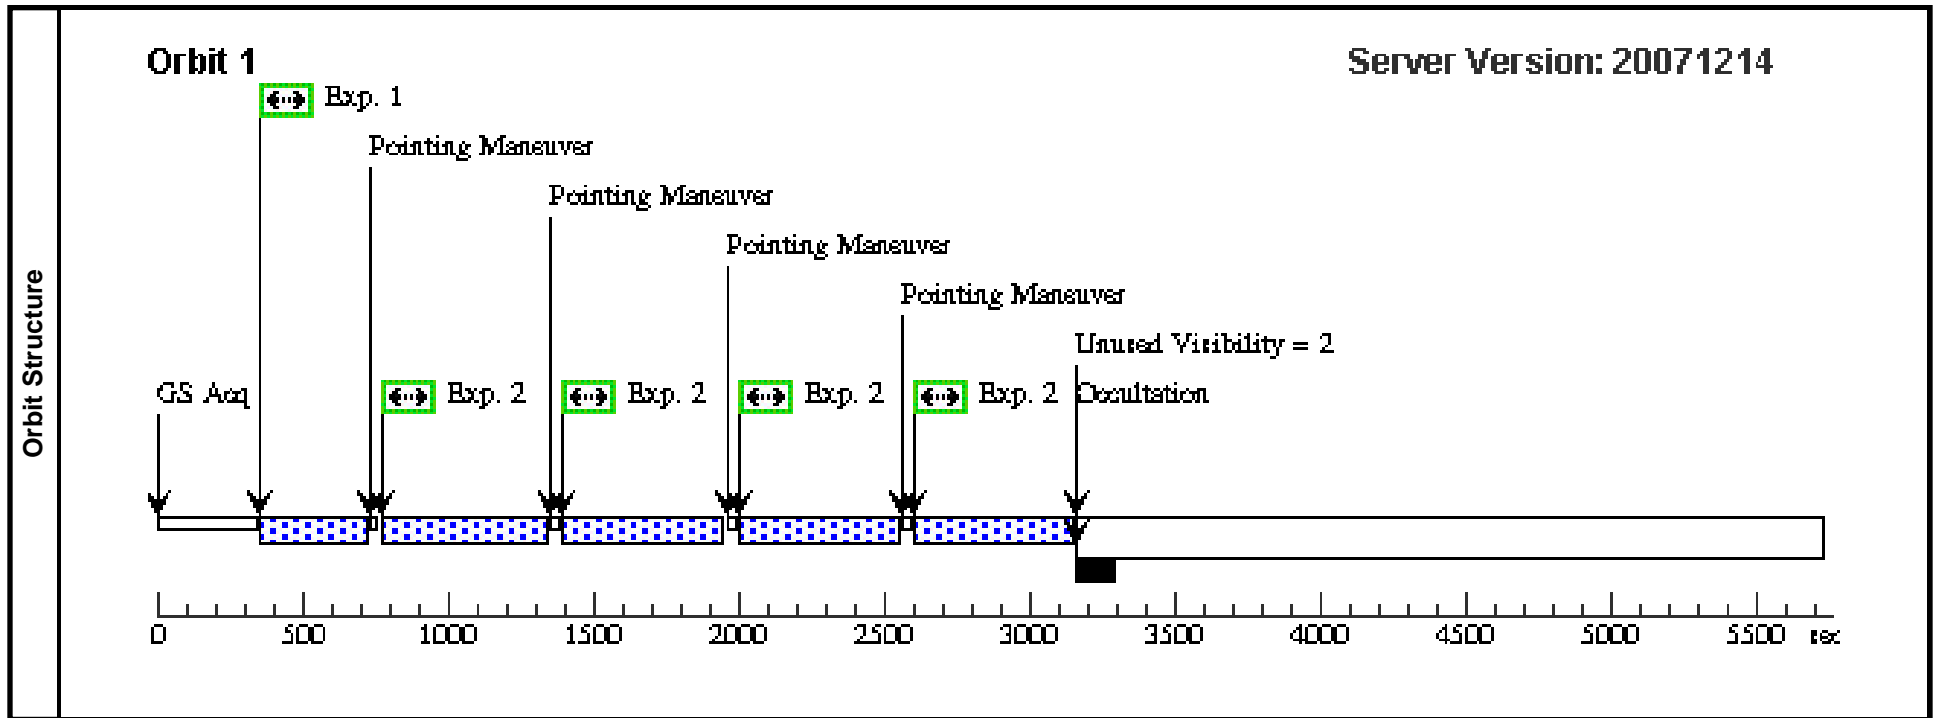 Orbit Structure
Orbit 1
Server Version: 20071214
Exp. 1
Pointing Maneuver
Pointing Maneuver
Pointing Maneuver
Pointing Maneuver
Unused Visibility = 2
GS Acq
Exp. 2
Exp. 2
Exp. 2
Exp. 2
Occultation
0 500 1000 1500 2000 2500 3000 3500 4000 4500 5000 5500 sec